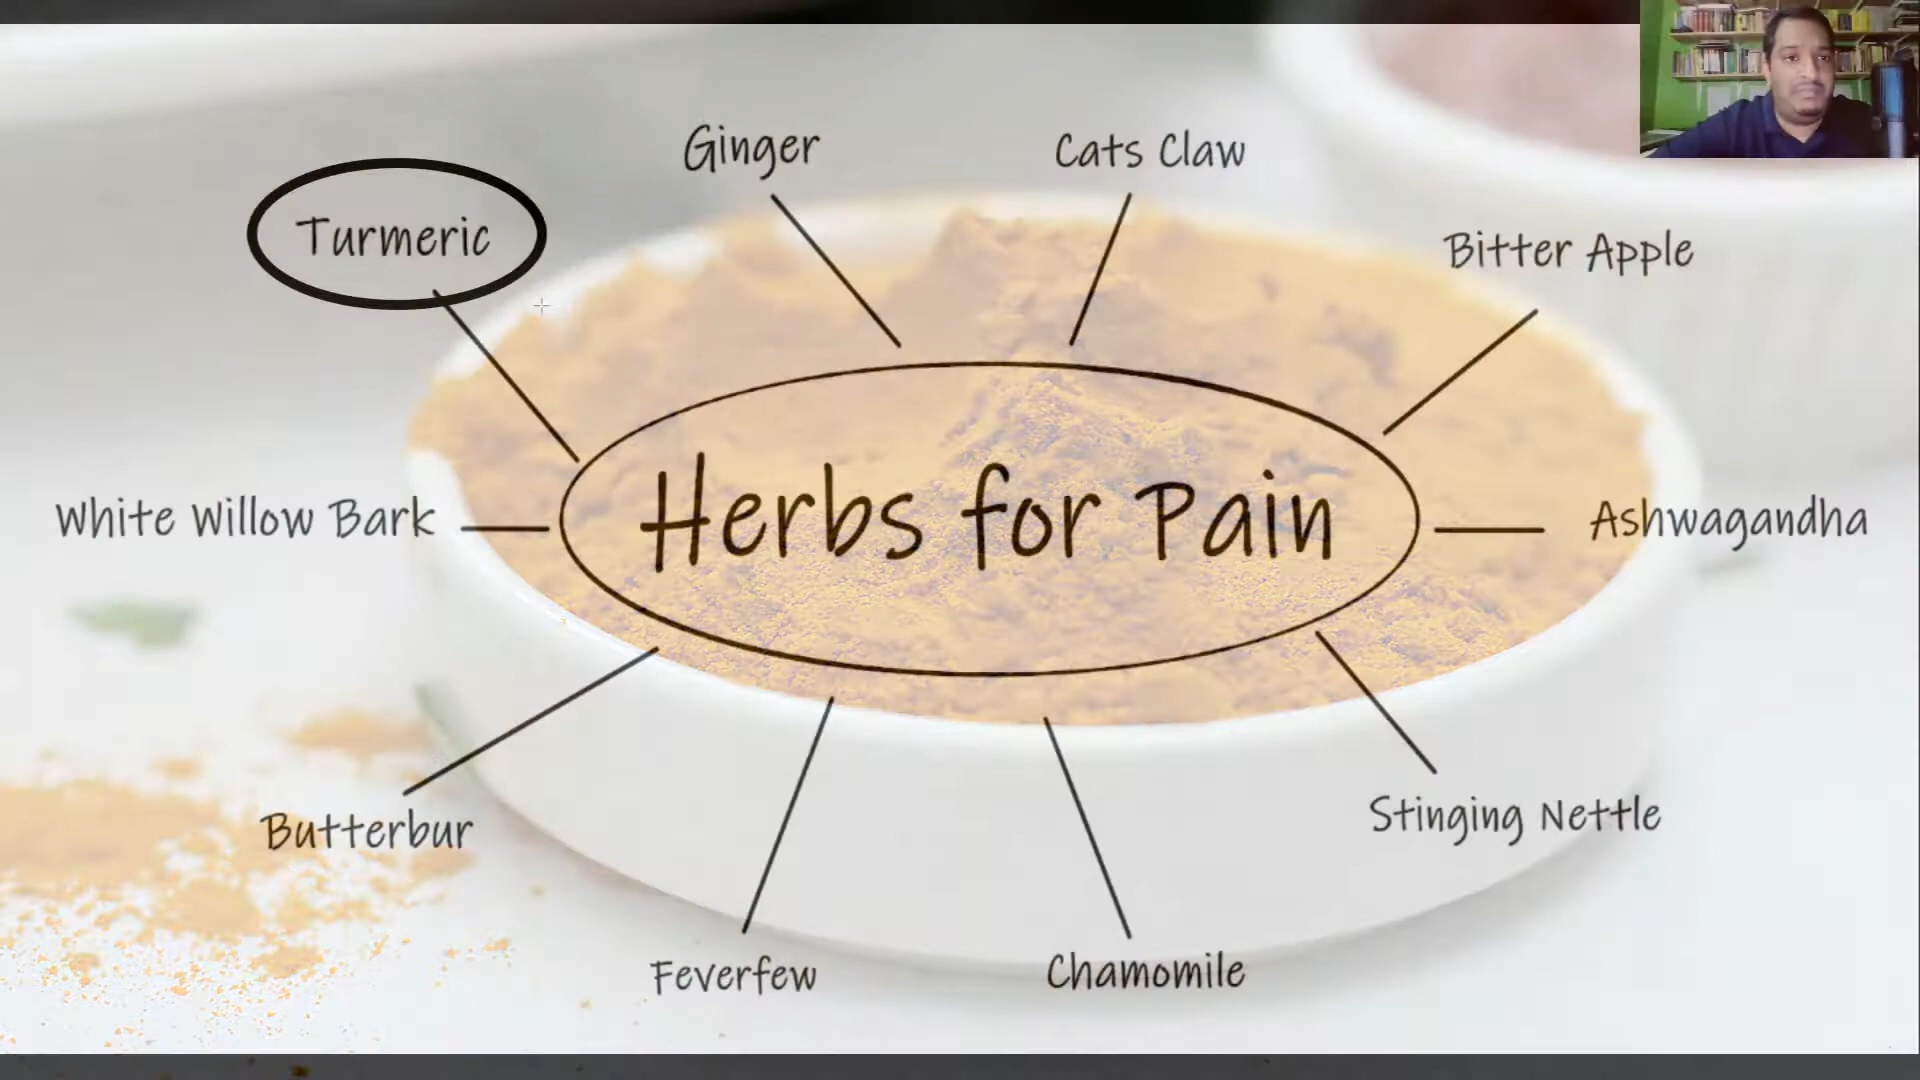 Ginger
Cats Claw
Turmeric
Bitter Apple
White Willow Bark
Herbs for Pain
Ashwagandha
Butterbur
Stinging Nettle
Feverfew
Chamomile